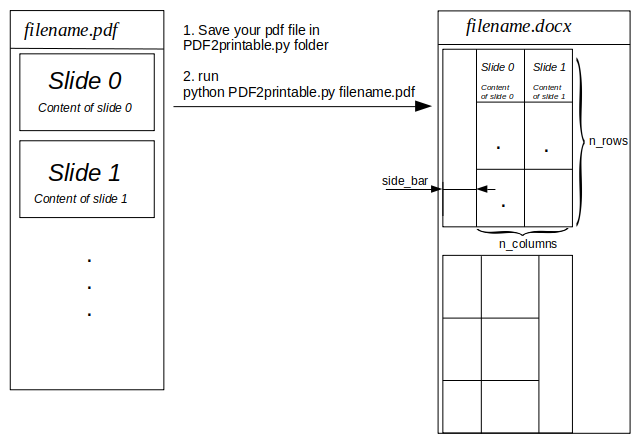 filename.pdf
Slide 0
Content of slide 0
Slide 1
Content of slide 1
.
.
.
1. Save your pdf file in
PDF2printable.py folder
2. run
python PDF2printable.py filename.pdf
filename.docx
Slide 0
Content
of slide 0
Slide 1
Content
of slide 1
.
.
.
n_rows
side_bar
n_columns